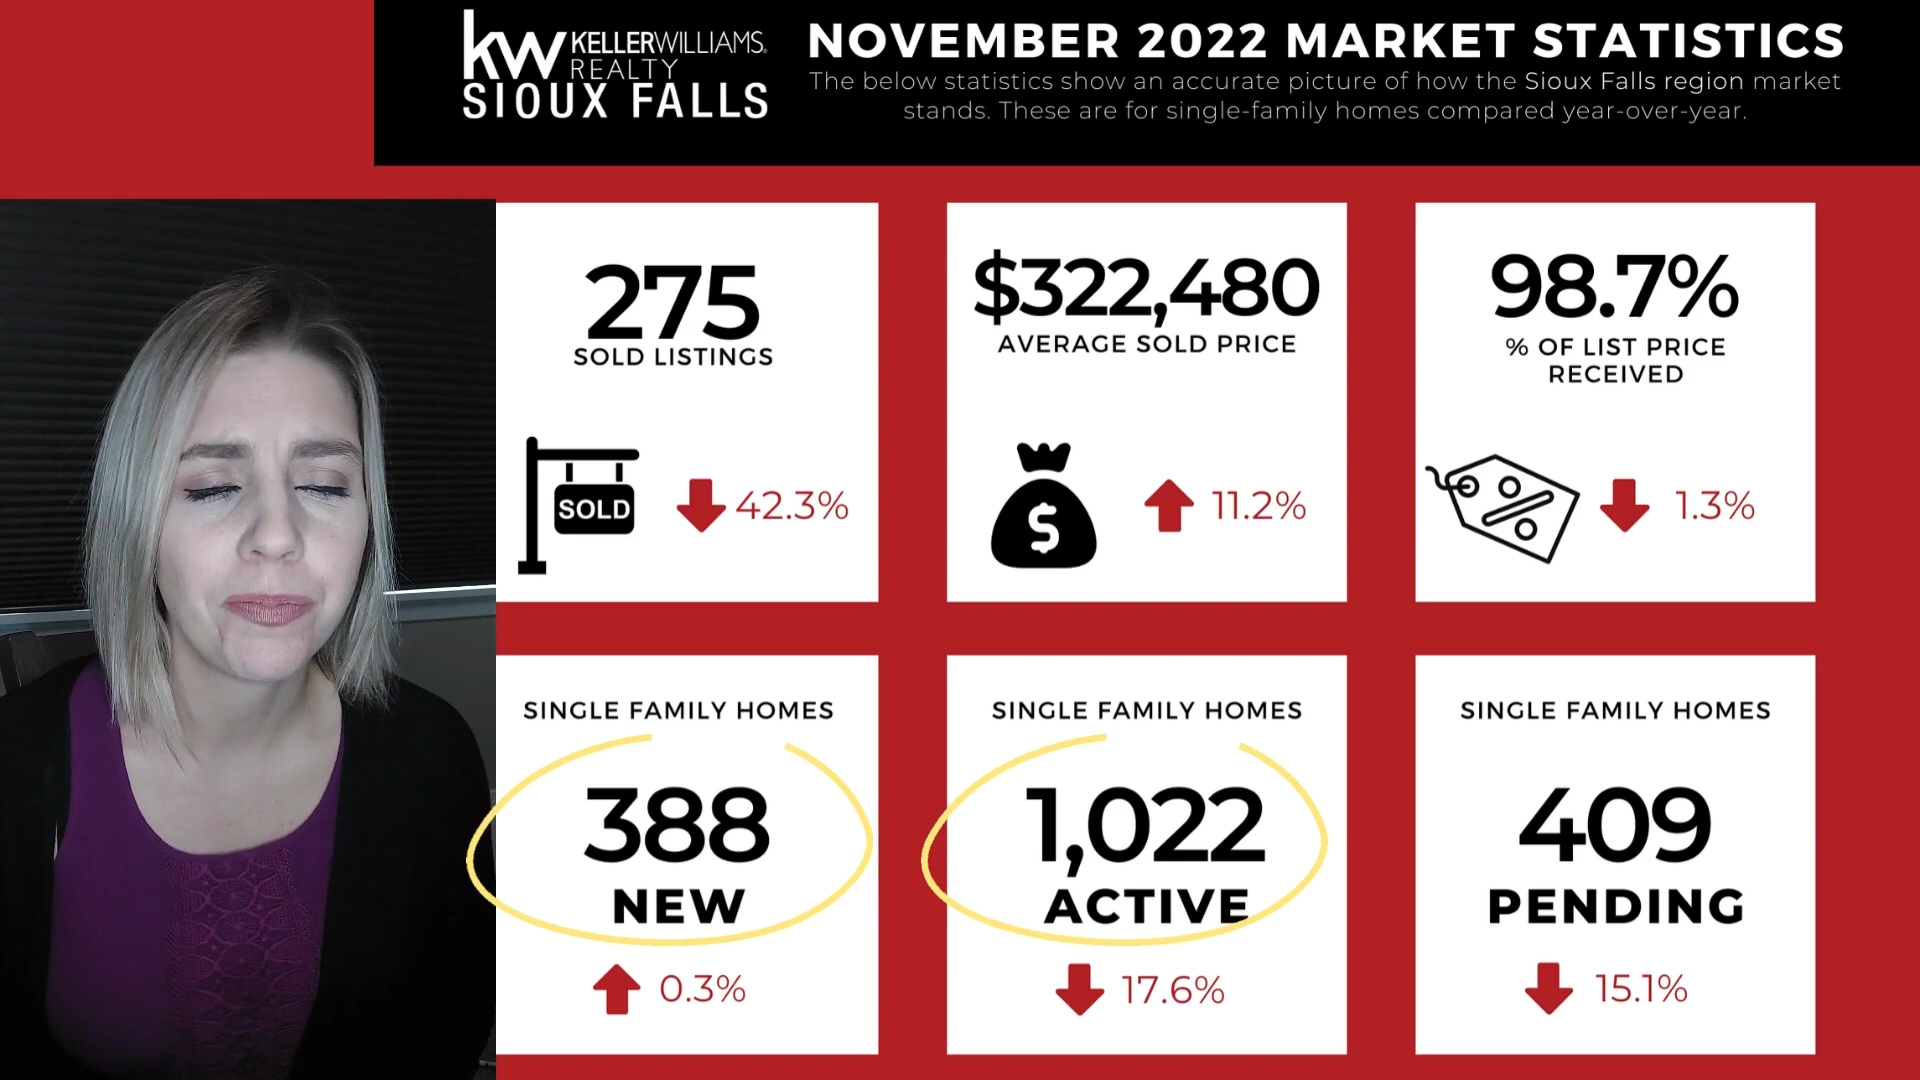 kw KELLERWILLIAMS.
REALTY
SIOUX FALLS
NOVEMBER 2022 MARKET STATISTICS
The below statistics show an accurate picture of how the Sioux Falls region market
stands. These are for single-family homes compared year-over-year.
275
SOLD LISTINGS
SOLD
42.3%
$322,480
AVERAGE SOLD PRICE
$
11.2%
98.7%
% OF LIST PRICE
RECEIVED
%
1.3%
SINGLE FAMILY HOMES
388
NEW
0.3%
SINGLE FAMILY HOMES
1,022
ACTIVE
17.6%
SINGLE FAMILY HOMES
409
PENDING
15.1%